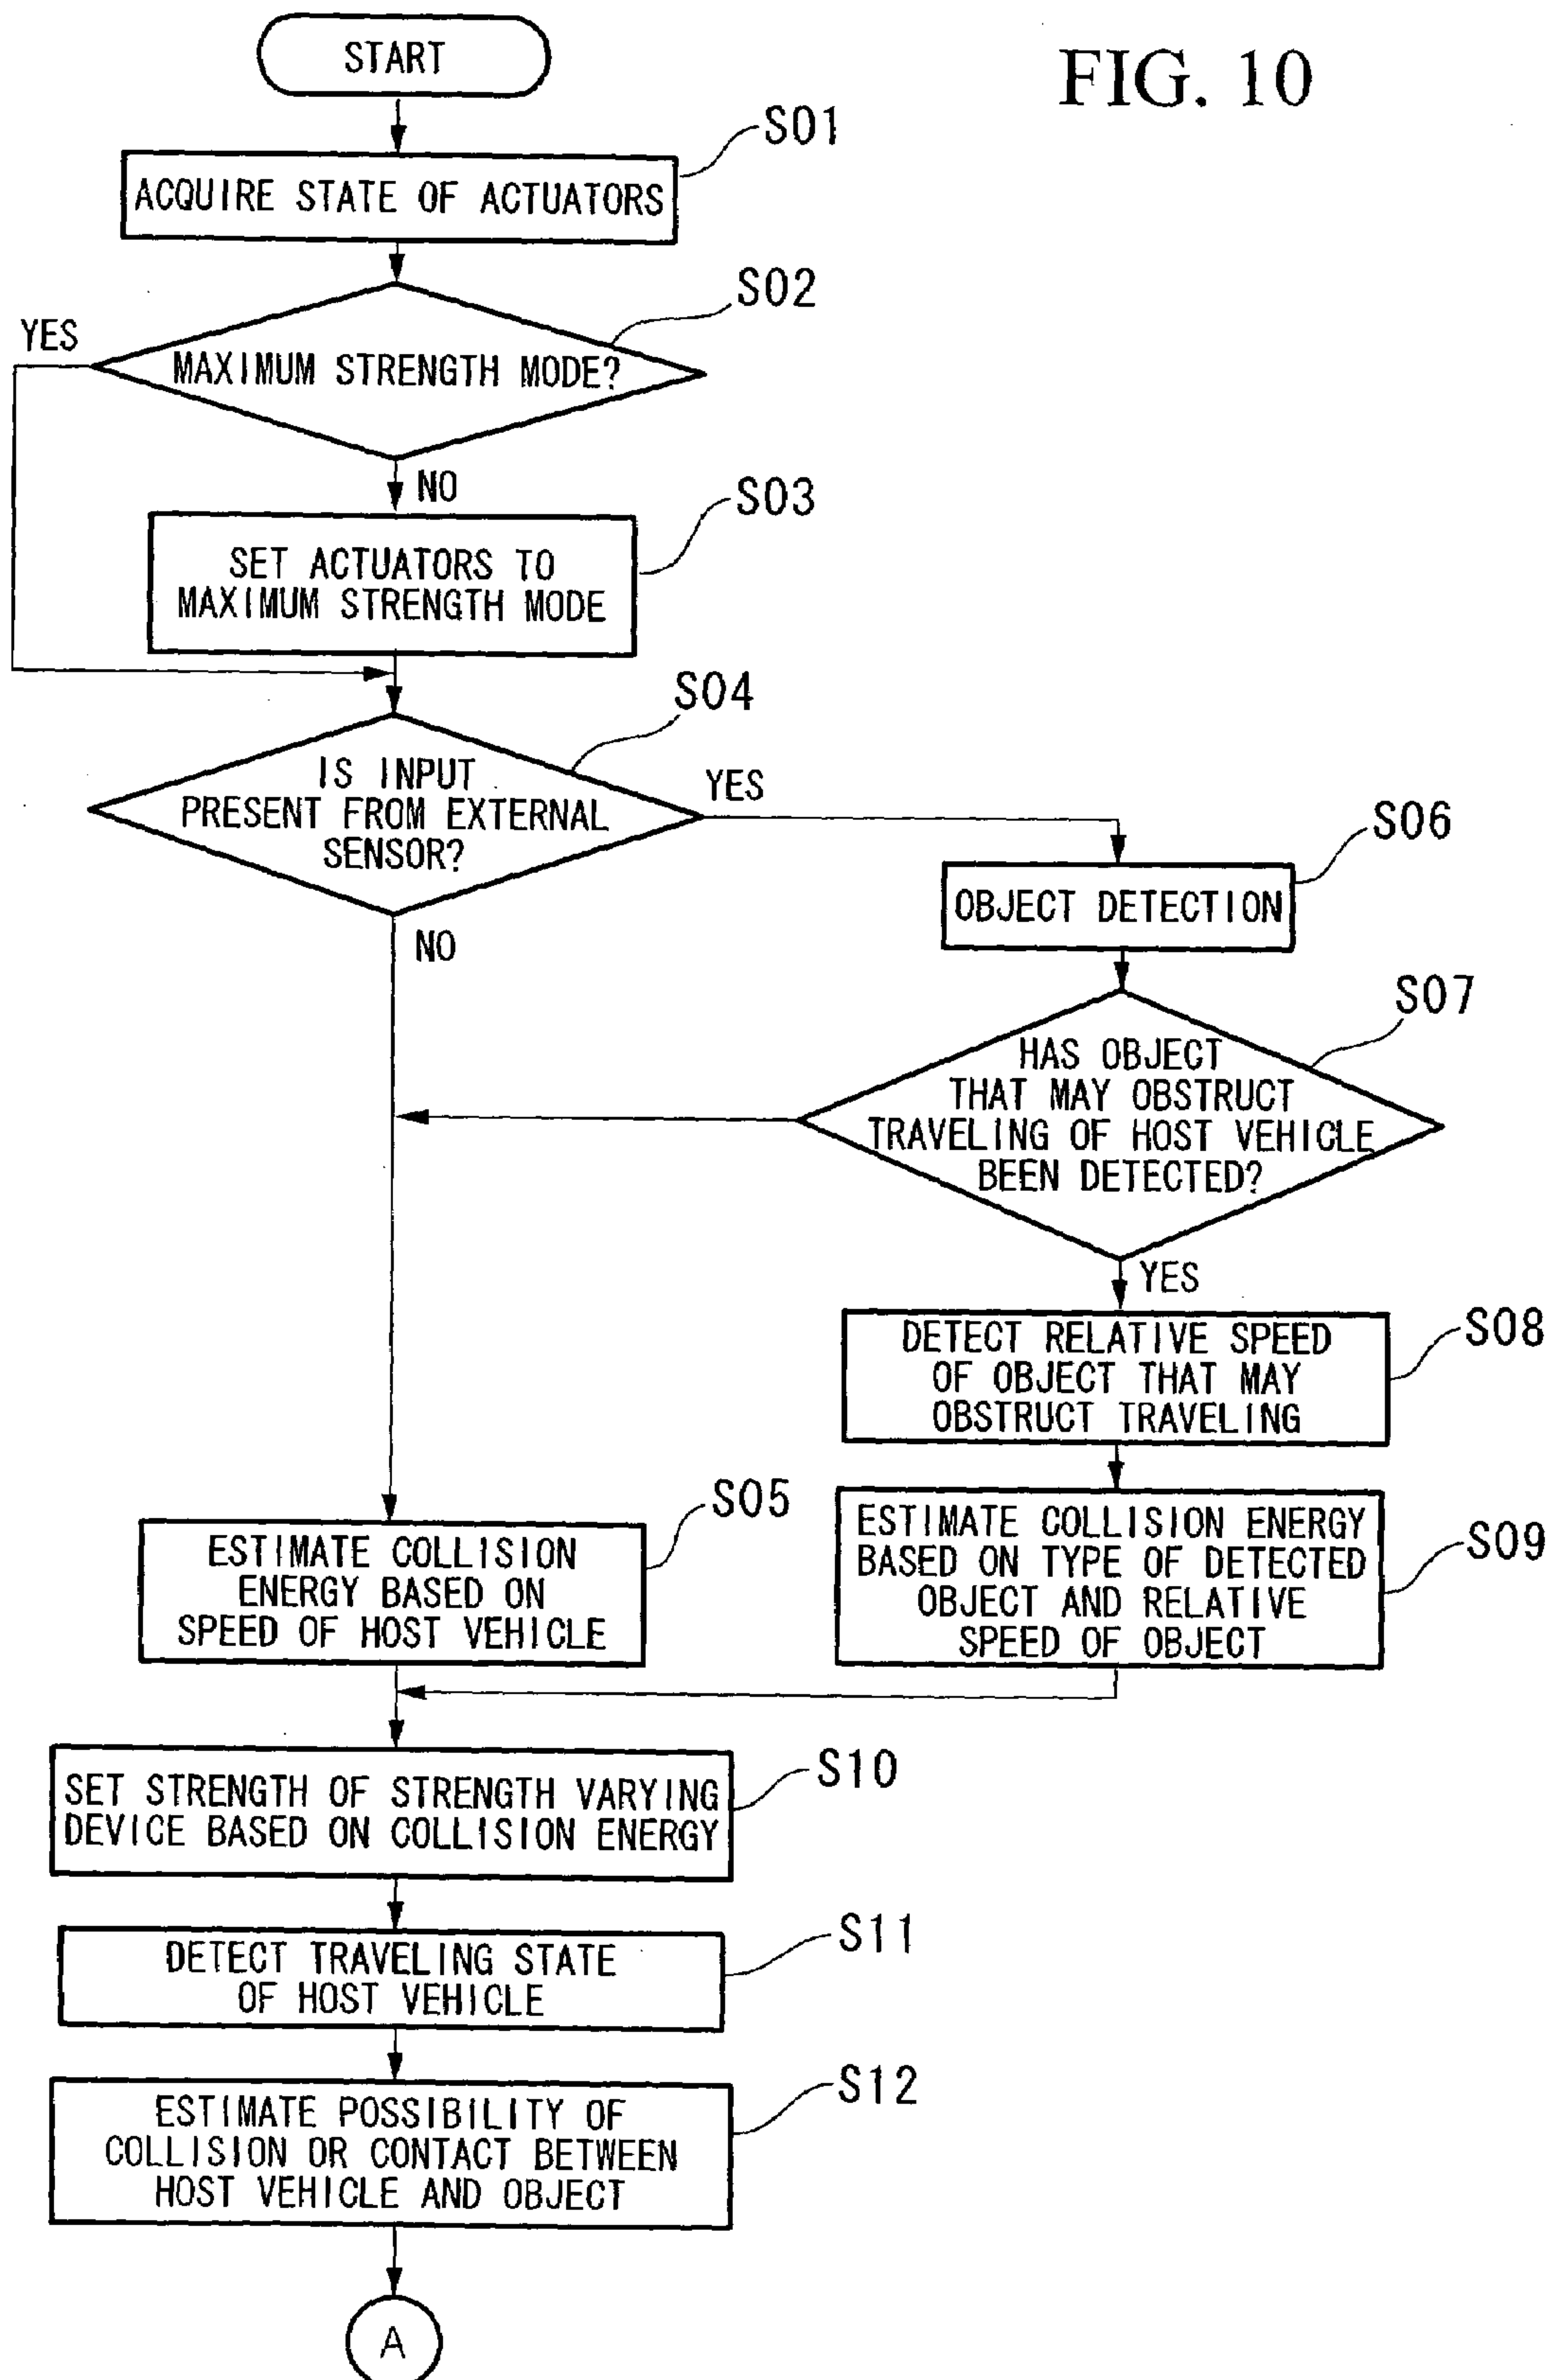 FIG. 10
START
S01
ACQUIRE STATE OF ACTUATORS
S02
YES
MAXIMUM STRENGTH MODE?
NO
S03
SET ACTUATORS TO
MAXIMUM STRENGTH MODE
S04
IS INPUT
PRESENT FROM EXTERNAL
SENSOR?
YES
NO
S06
OBJECT DETECTION
S07
HAS OBJECT
THAT MAY OBSTRUCT
TRAVELING OF HOST VEHICLE
BEEN DETECTED?
YES
S08
DETECT RELATIVE SPEED
OF OBJECT THAT MAY
OBSTRUCT TRAVELING
S05
ESTIMATE COLLISION
ENERGY BASED ON
SPEED OF HOST VEHICLE
S09
ESTIMATE COLLISION ENERGY
BASED ON TYPE OF DETECTED
OBJECT AND RELATIVE
SPEED OF OBJECT
S10
SET STRENGTH OF STRENGTH VARYING
DEVICE BASED ON COLLISION ENERGY
S11
DETECT TRAVELING STATE
OF HOST VEHICLE
S12
ESTIMATE POSSIBILITY OF
COLLISION OR CONTACT BETWEEN
HOST VEHICLE AND OBJECT
A